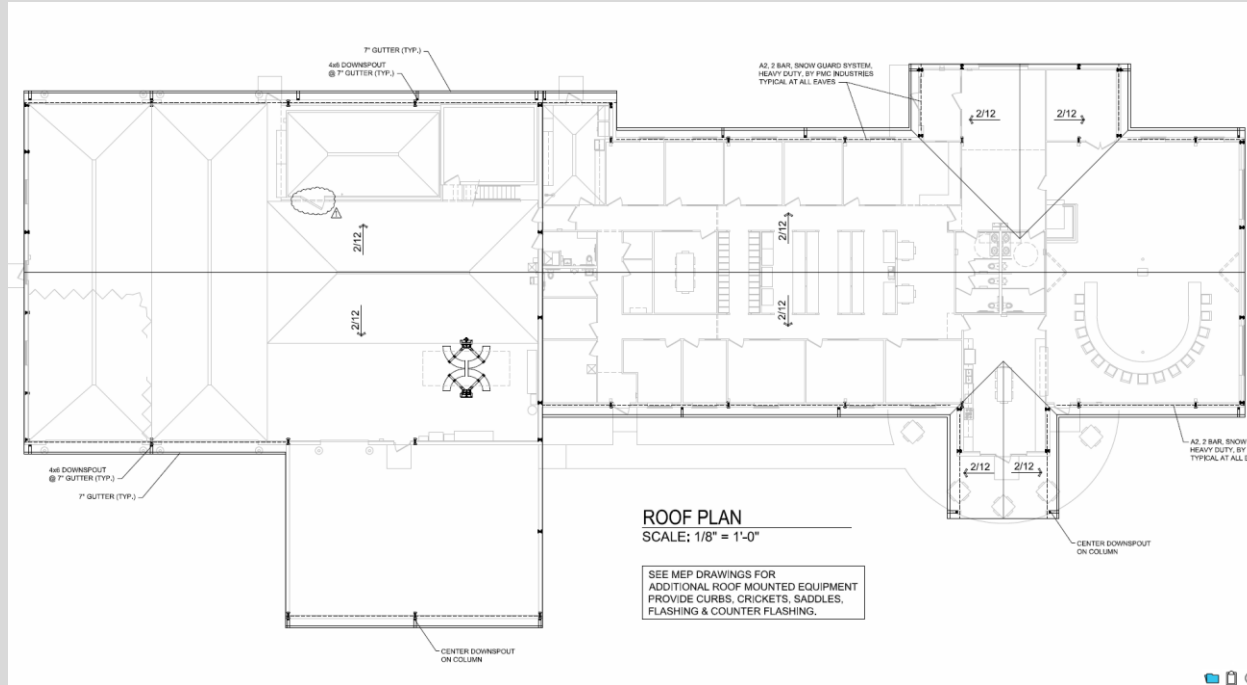 7" GUTTER (TYP.)
4x6 DOWNSPOUT
@ 7" GUTTER (TYP.)
A2, 2 BAR, SNOW GUARD SYSTEM,
HEAVY DUTY, BY PMC INDUSTRIES
TYPICAL AT ALL EAVES
2/12
2/12
2/12
2/12
2/12
2/12
4x6 DOWNSPOUT
@ 7" GUTTER (TYP.)
7" GUTTER (TYP.)
A2, 2 BAR, SNOW
HEAVY DUTY, BY
TYPICAL AT ALL
2/12
2/12
ROOF PLAN
SCALE: 1/8" = 1'-0"
CENTER DOWNSPOUT
ON COLUMN
SEE MEP DRAWINGS FOR
ADDITIONAL ROOF MOUNTED EQUIPMENT
PROVIDE CURBS, CRICKETS, SADDLES,
FLASHING & COUNTER FLASHING.
CENTER DOWNSPOUT
ON COLUMN